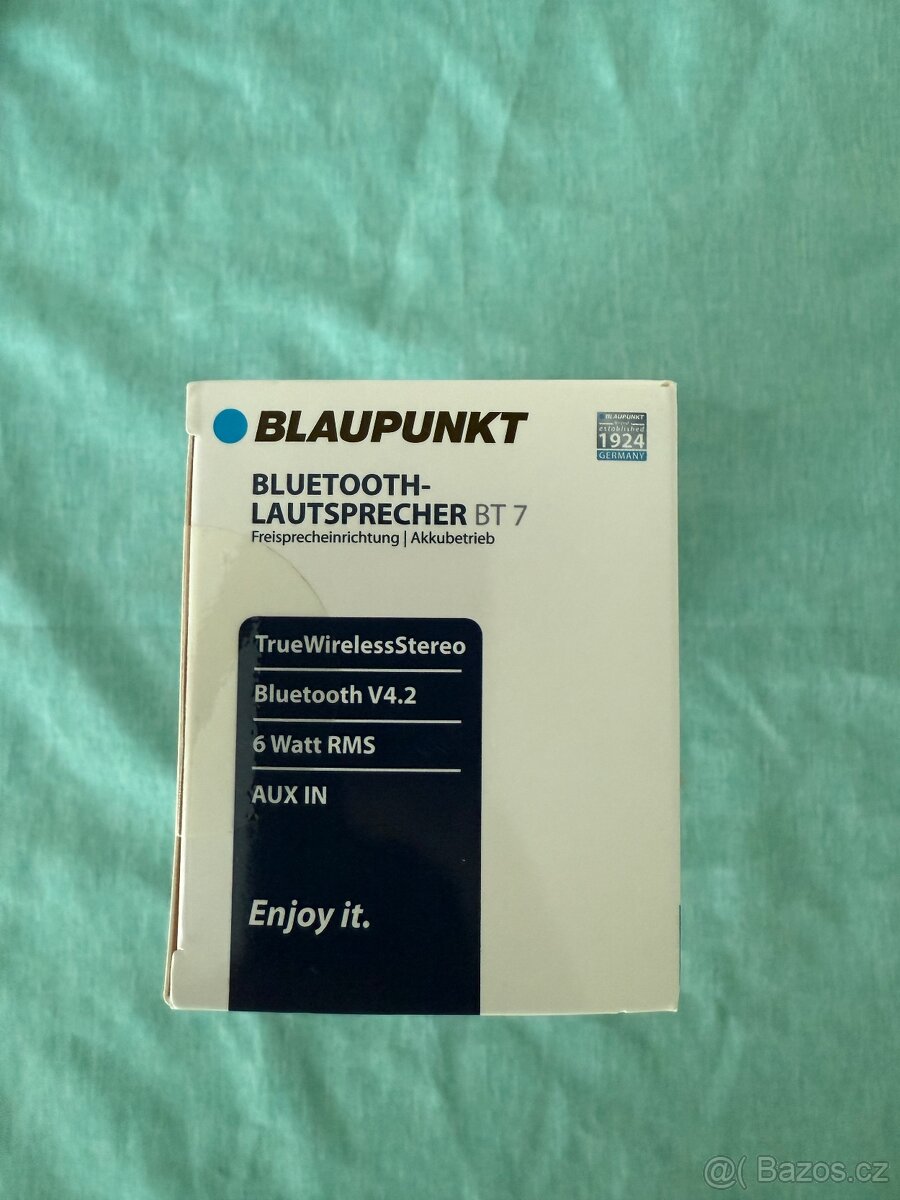 BLAUPUNKT
BLAUPUNKT
established
1924
GERMANY
BLUETOOTH-
LAUTSPRECHER BT 7
Freisprecheinrichtung | Akkubetrieb
TrueWirelessStereo
Bluetooth V4.2
6 Watt RMS
AUX IN
Enjoy it.
@( Bazos.cz